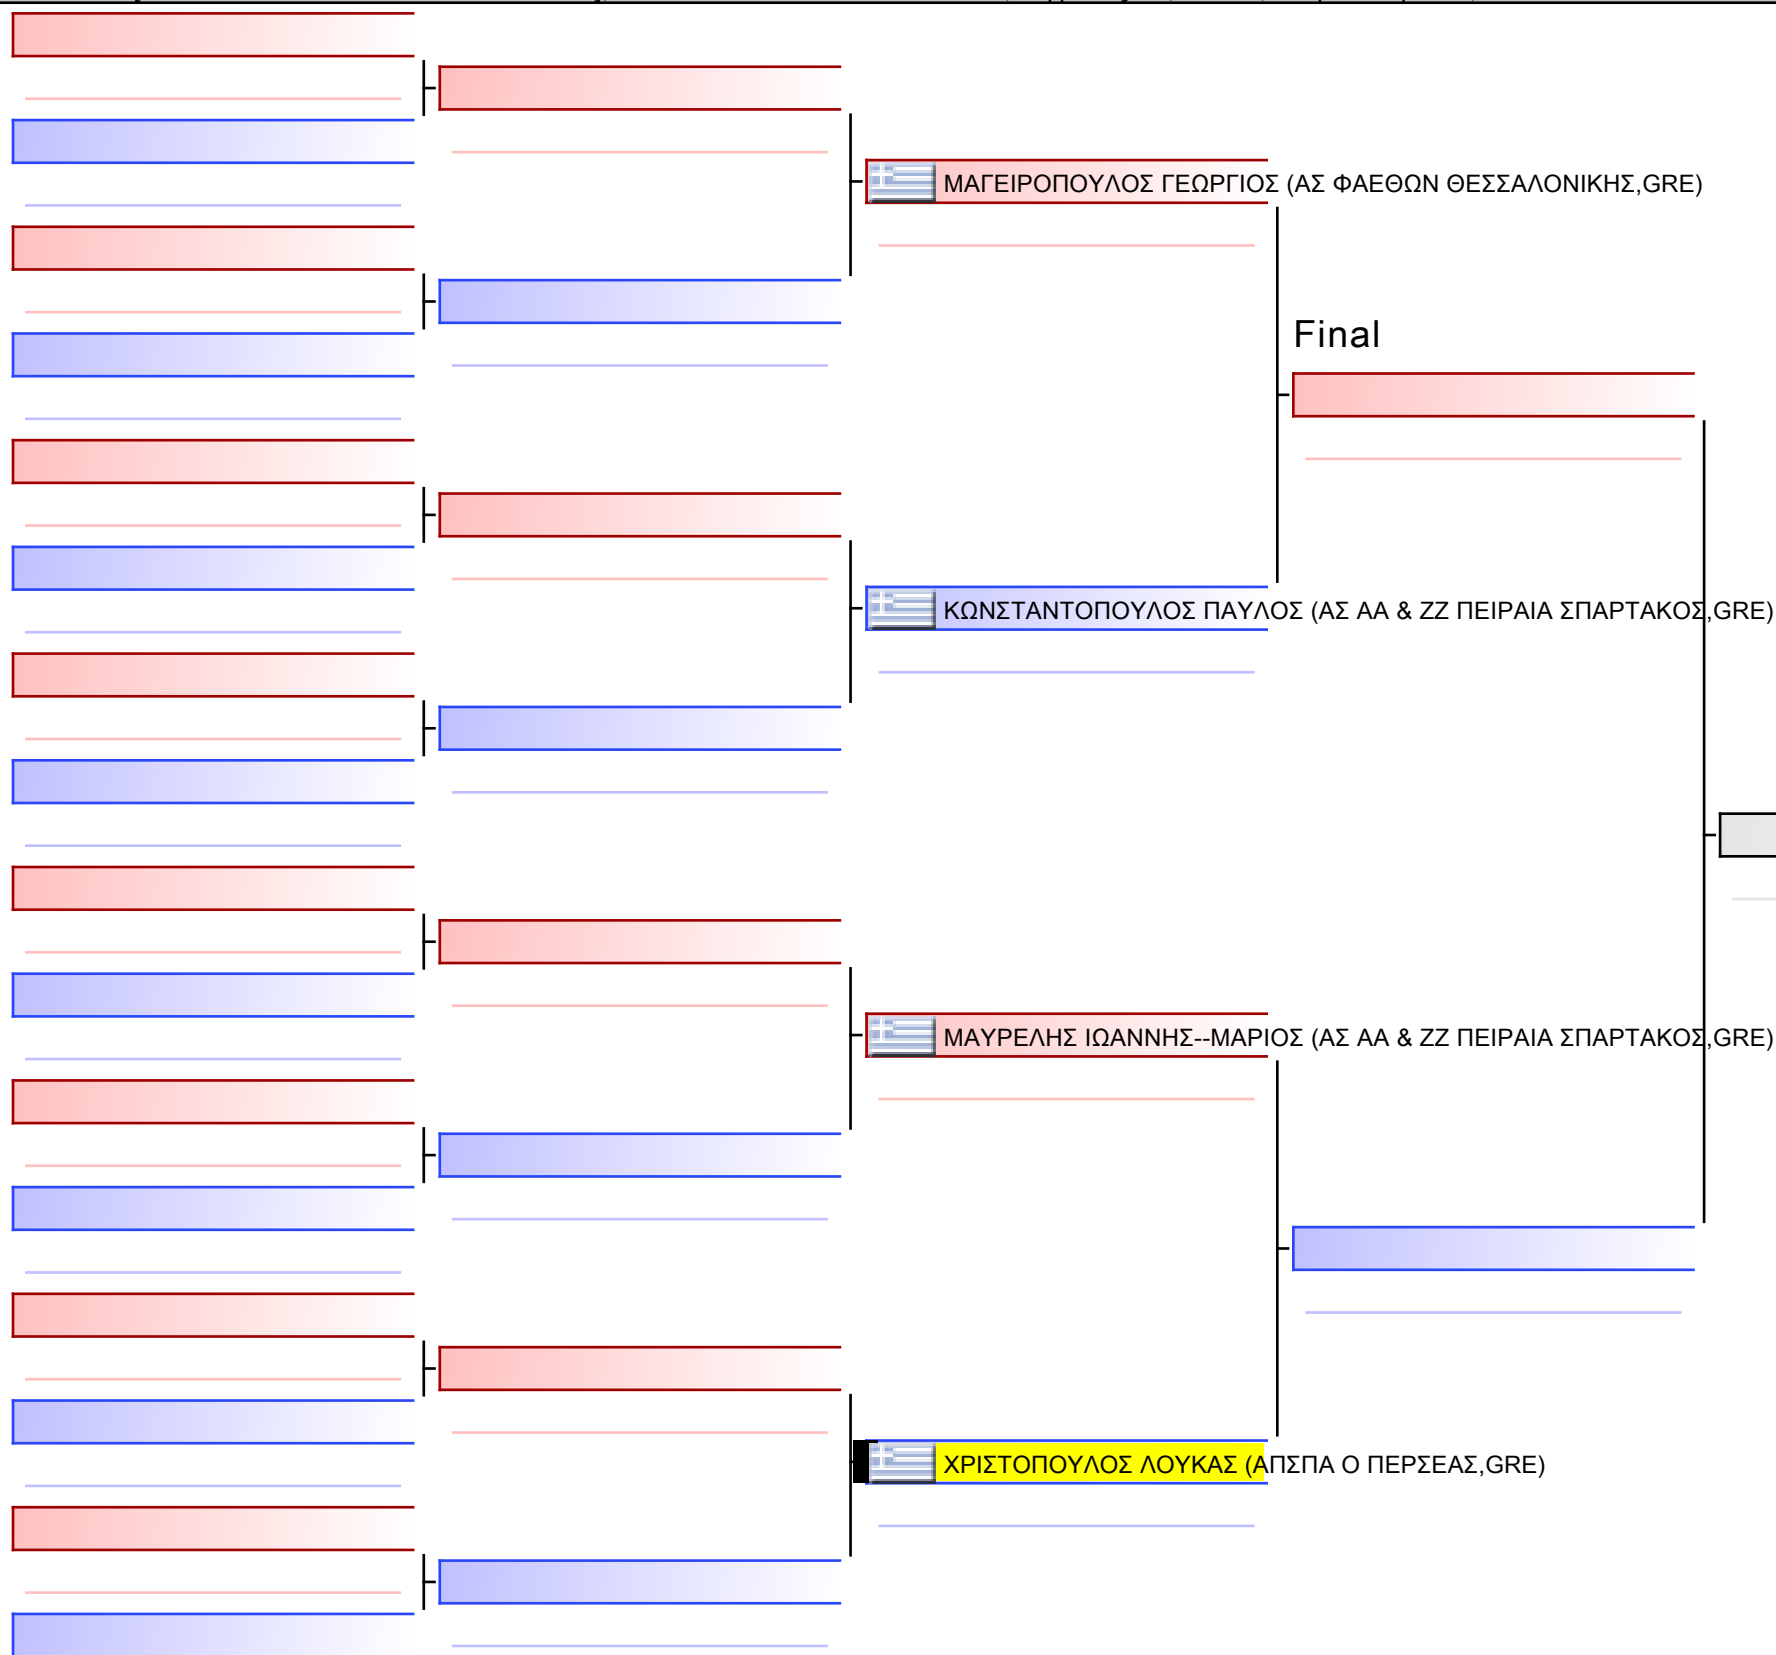 ΜΑΓΕΙΡΟΠΟΥΛΟΣ ΓΕΩΡΓΙΟΣ (ΑΣ ΦΑΕΘΩΝ ΘΕΣΣΑΛΟΝΙΚΗΣ,GRE)
Final
ΚΩΝΣΤΑΝΤΟΠΟΥΛΟΣ ΠΑΥΛΟΣ (ΑΣ ΑΑ & ΖΖ ΠΕΙΡΑΙΑ ΣΠΑΡΤΑΚΟΣ,GRE)
ΜΑΥΡΕΛΗΣ ΙΩΑΝΝΗΣ--ΜΑΡΙΟΣ (ΑΣ ΑΑ & ΖΖ ΠΕΙΡΑΙΑ ΣΠΑΡΤΑΚΟΣ,GRE)
ΧΡΙΣΤΟΠΟΥΛΟΣ ΛΟΥΚΑΣ (ΑΠΣΠΑ Ο ΠΕΡΣΕΑΣ,GRE)